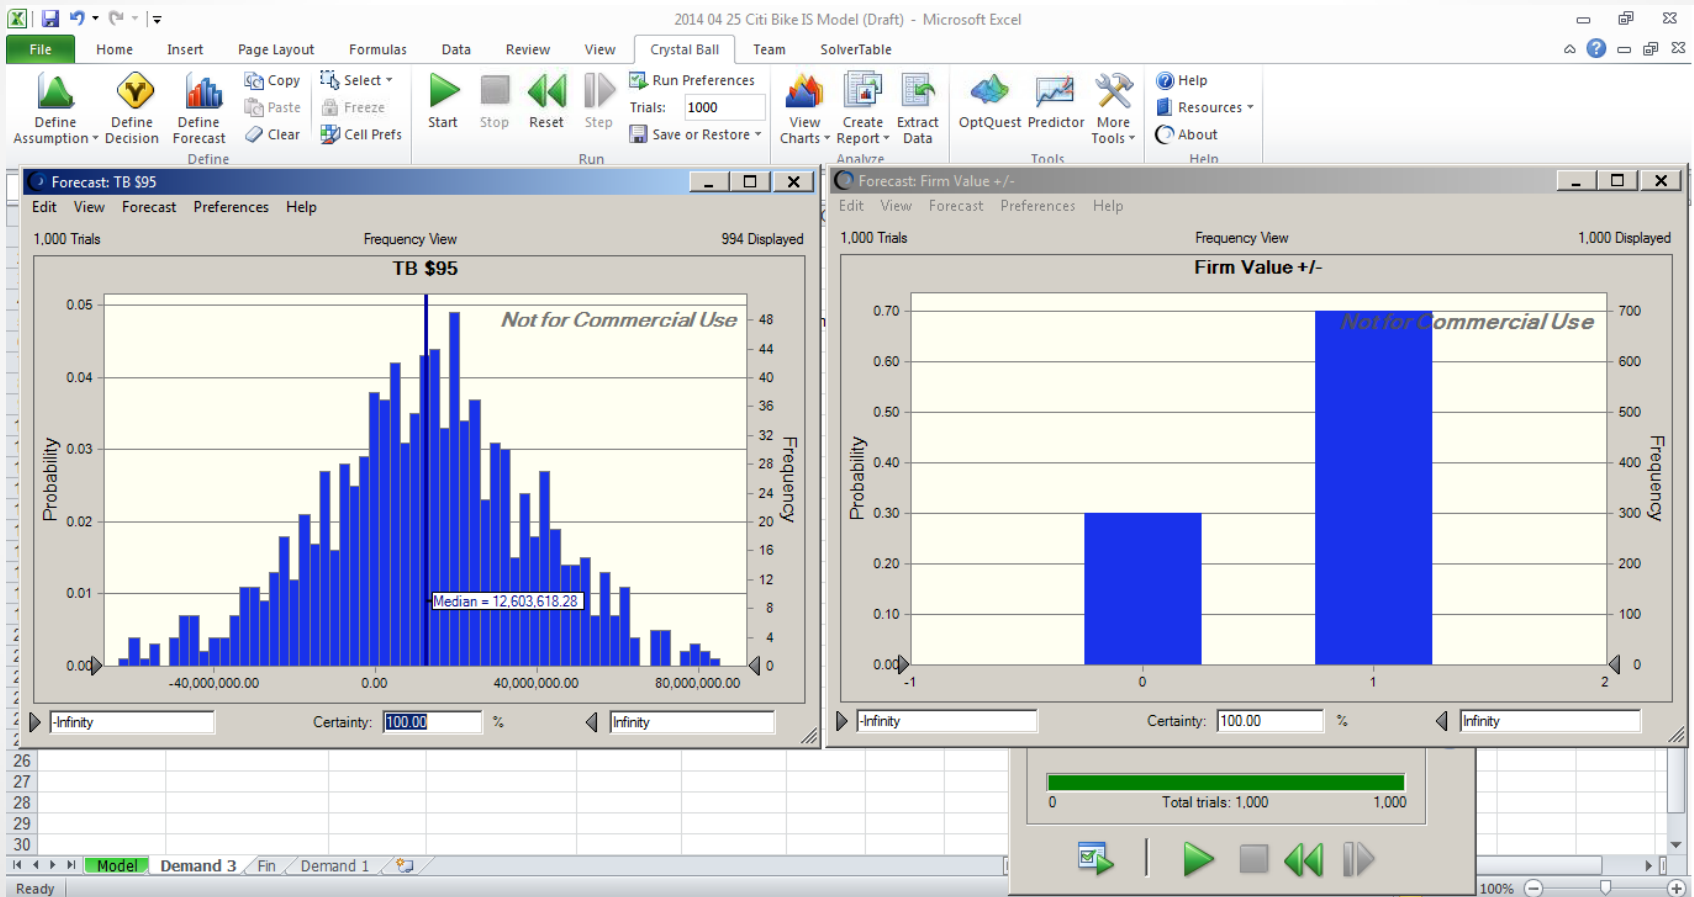 2014 04 25 Citi Bike IS Model (Draft) - Microsoft Excel
File Home Insert Page Layout Formulas Data Review View Crystal Ball Team SolverTable
Define Assumption
Define Decision
Define Forecast
Copy
Paste
Clear
Select
Freeze
Cell Prefs
Define
Start
Stop
Reset
Step
Run Preferences
Trials: 1000
Save or Restore
Run
View Charts
Create Report
Extract Data
Analyze
OptQuest
Predictor
More Tools
Tools
Help
Resources
About
Help
Forecast: TB $95
Edit View Forecast Preferences Help
1,000 Trials Frequency View 994 Displayed
TB $95
Not for Commercial Use
Probability
0.05
0.04
0.03
0.02
0.01
0.00
Frequency
48
44
40
36
32
28
24
20
16
12
8
4
0
Median = 12,603,618.28
-40,000,000.00 0.00 40,000,000.00 80,000,000.00
-Infinity Certainty: 100.00 % Infinity
Forecast: Firm Value +/-
Edit View Forecast Preferences Help
1,000 Trials Frequency View 1,000 Displayed
Firm Value +/-
Not for Commercial Use
Probability
0.70
0.60
0.50
0.40
0.30
0.20
0.10
0.00
Frequency
700
600
500
400
300
200
100
0
-1 0 1 2
-Infinity Certainty: 100.00 % Infinity
26
27
28
29
30
0 Total trials: 1,000 1,000
Model Demand 3 Fin Demand 1
Ready 100%